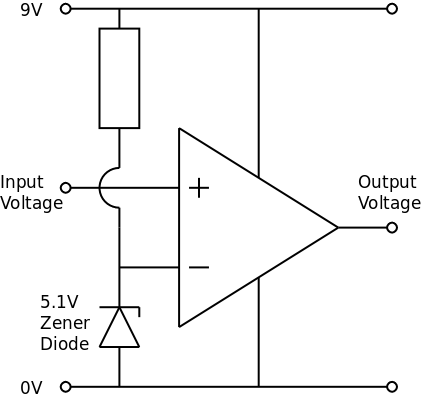 9V
Input
Voltage
+
Output
Voltage
−
5.1V
Zener
Diode
0V